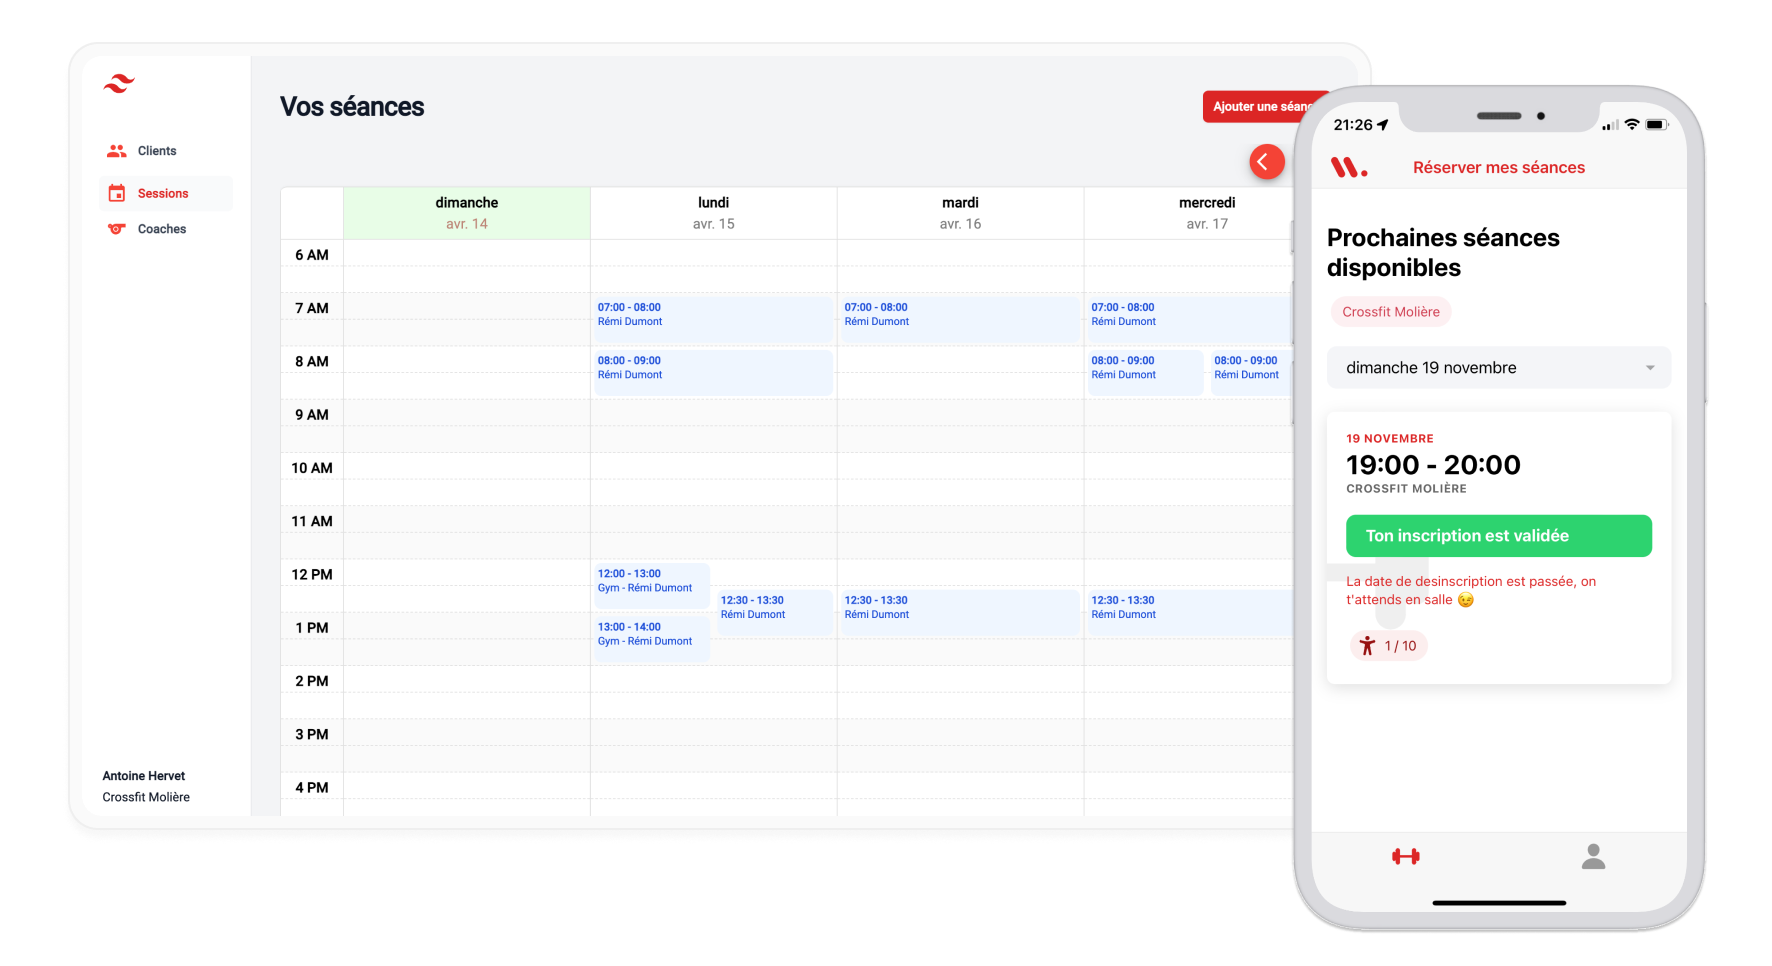 Vos séances
Ajouter une séanc
Clients
Sessions
Coaches
dimanche
avr. 14
lundi
avr. 15
mardi
avr. 16
mercredi
avr. 17
6 AM
7 AM
07:00 - 08:00
Rémi Dumont
07:00 - 08:00
Rémi Dumont
07:00 - 08:00
Rémi Dumont
8 AM
08:00 - 09:00
Rémi Dumont
08:00 - 09:00
Rémi Dumont
08:00 - 09:00
Rémi Dumont
9 AM
10 AM
11 AM
12 PM
12:00 - 13:00
Gym - Rémi Dumont
12:30 - 13:30
Rémi Dumont
12:30 - 13:30
Rémi Dumont
12:30 - 13:30
Rémi Dumont
1 PM
13:00 - 14:00
Gym - Rémi Dumont
2 PM
3 PM
4 PM
Antoine Hervet
Crossfit Molière
21:26
Réserver mes séances
Prochaines séances
disponibles
Crossfit Molière
dimanche 19 novembre
19 NOVEMBRE
19:00 - 20:00
CROSSFIT MOLIÈRE
Ton inscription est validée
La date de desinscription est passée, on
t'attends en salle 😉
1 / 10